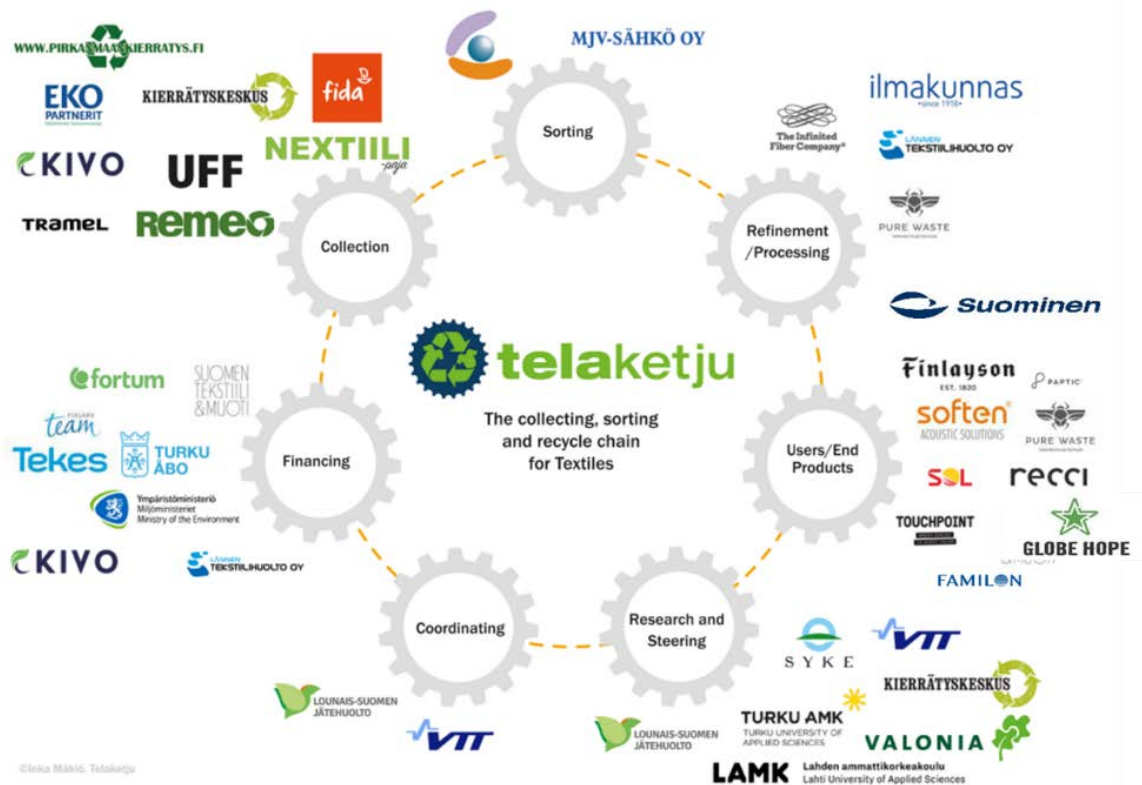 WWW.PIRKANMAANKIERRATYS.FI
EKO
PARTNERIT
KIERRÄTYSKESKUS
fida
MJV-SÄHKÖ OY
KIVO
UFF
NEXTIILI
-paja
TRAMEL
REMEO
Sorting
Collection
Refinement
/Processing
The Infinited
Fiber Company®
ilmakunnas
•since 1918•
LÄNNEN
TEKSTIILIHUOLTO OY
PURE WASTE
Suominen
telaketju
The collecting, sorting
and recycle chain
for Textiles
fortum
SUOMEN
TEKSTIILI
&MUOTI
FINLAND
team
Tekes
TURKU
ÅBO
Ympäristöministeriö
Miljöministeriet
Ministry of the Environment
KIVO
LÄNNEN
TEKSTIILIHUOLTO OY
Financing
Users/End
Products
Finlayson
EST. 1820
PAPTIC
soften®
ACOUSTIC SOLUTIONS
PURE WASTE
SOL
recci
TOUCHPOINT
GLOBE HOPE
FAMILON
Coordinating
LOUNAIS-SUOMEN
JÄTEHUOLTO
VTT
Research and
Steering
SYKE
VTT
KIERRÄTYSKESKUS
LOUNAIS-SUOMEN
JÄTEHUOLTO
TURKU AMK
TURKU UNIVERSITY OF
APPLIED SCIENCES
VALONIA
LAMK
Lahden ammattikorkeakoulu
Lahti University of Applied Sciences
©Inka Mäkiö, Telaketju